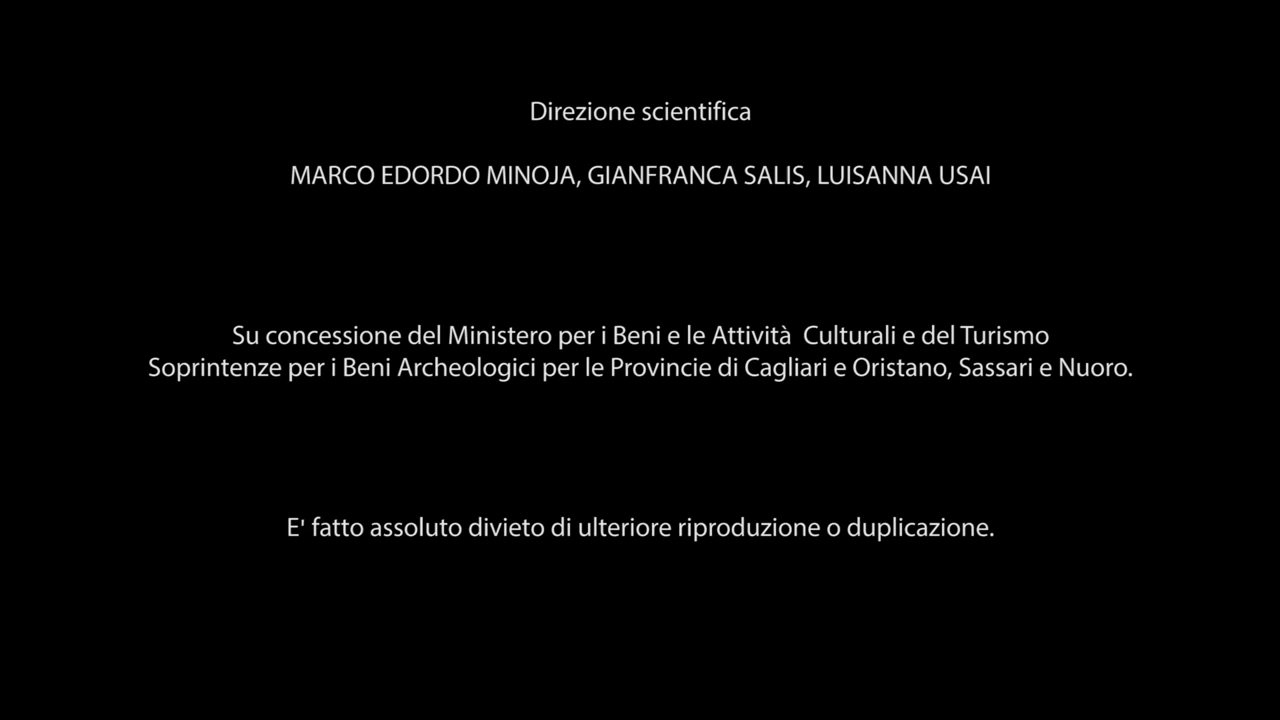 Direzione scientifica
MARCO EDORDO MINOJA, GIANFRANCA SALIS, LUISANNA USAI
Su concessione del Ministero per i Beni e le Attività  Culturali e del Turismo
Soprintenze per i Beni Archeologici per le Provincie di Cagliari e Oristano, Sassari e Nuoro.
E' fatto assoluto divieto di ulteriore riproduzione o duplicazione.